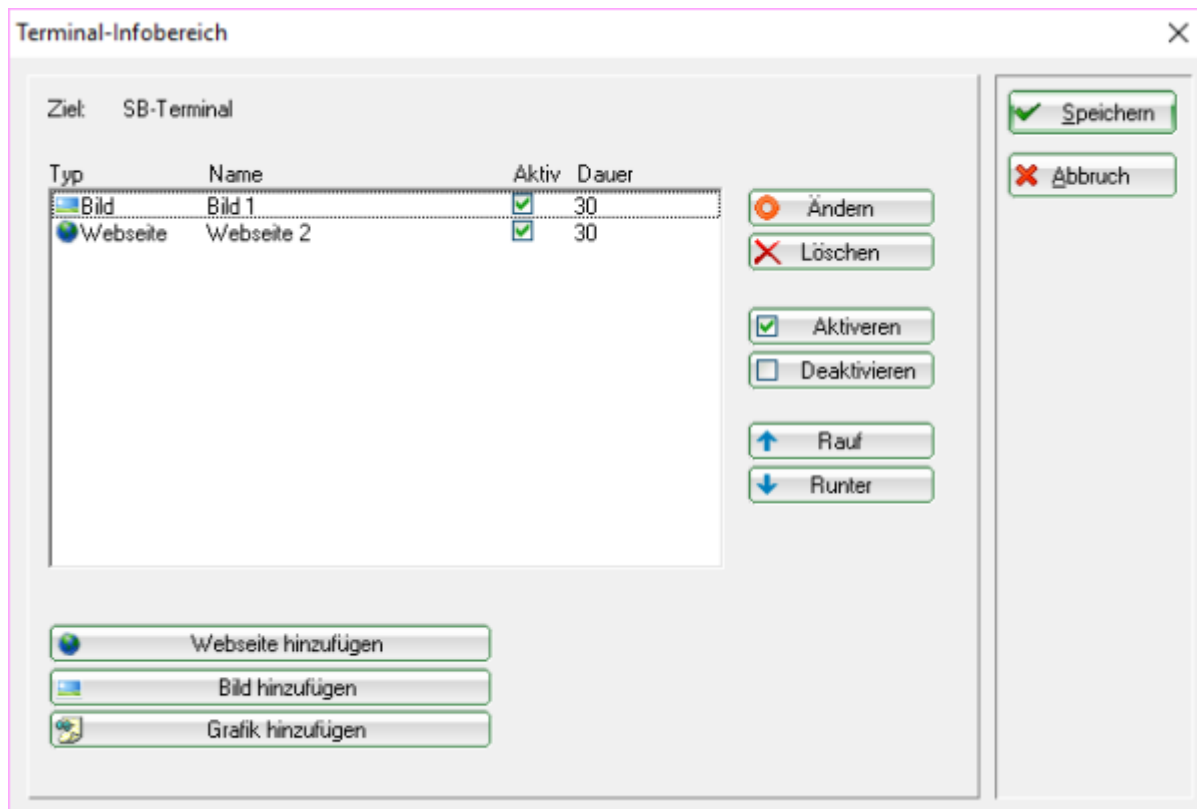 Terminal-Infobereich
Ziel: SB-Terminal
Typ Name Aktiv Dauer
Bild Bild 1 30
Webseite Webseite 2 30
Ändern
Löschen
Aktiveren
Deaktivieren
Rauf
Runter
Webseite hinzufügen
Bild hinzufügen
Grafik hinzufügen
Speichern
Abbruch